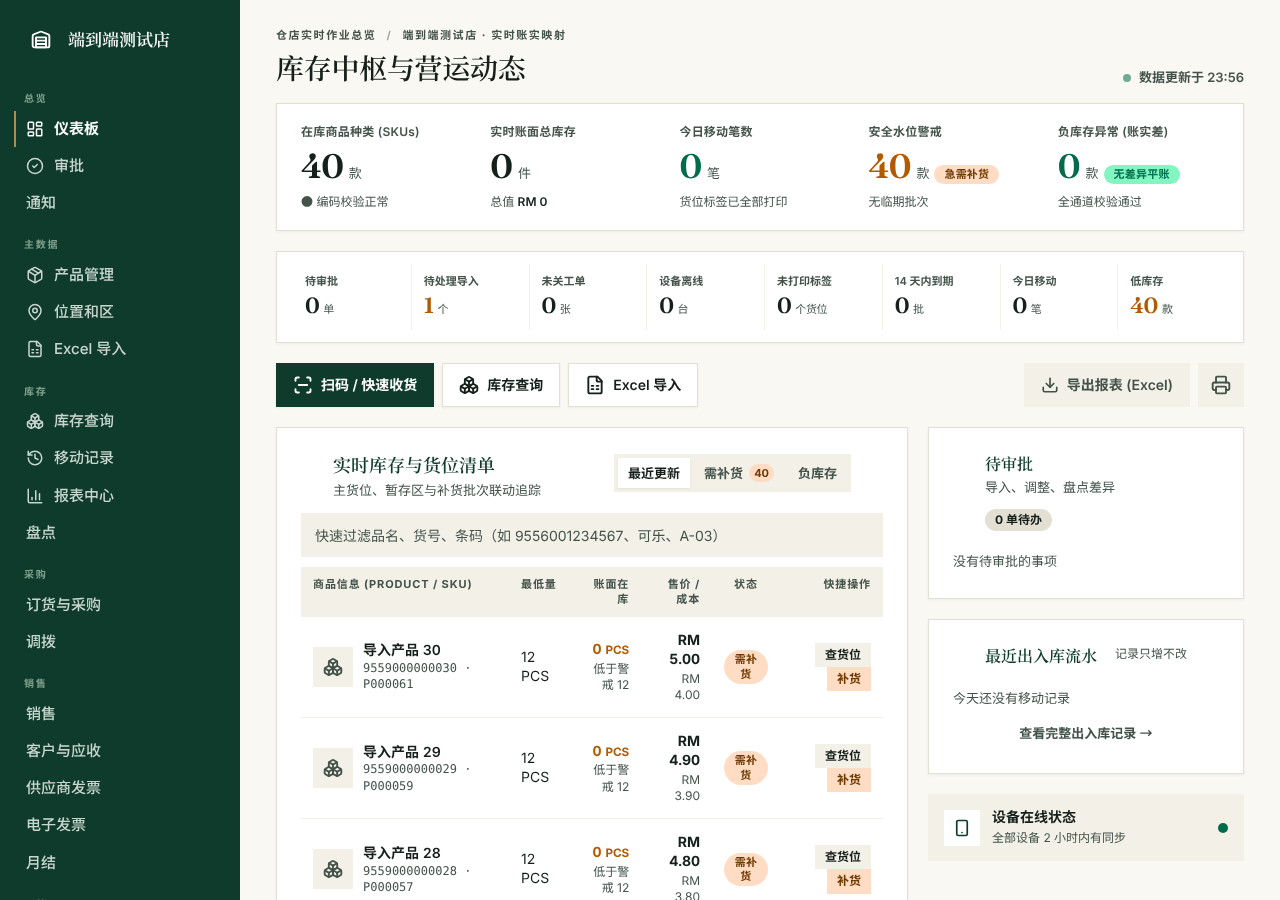 端到端测试店
总览
仪表板
审批
通知
主数据
产品管理
位置和区
Excel 导入
库存
库存查询
移动记录
报表中心
盘点
采购
订货与采购
调拨
销售
销售
客户与应收
供应商发票
电子发票
月结
仓店实时作业总览 / 端到端测试店 · 实时账实映射
库存中枢与营运动态
数据更新于 23:56
在库商品种类 (SKUs)
40 款
编码校验正常
实时账面总库存
0 件
总值 RM 0
今日移动笔数
0 笔
货位标签已全部打印
安全水位警戒
40 款 急需补货
无临期批次
负库存异常 (账实差)
0 款 无差异平账
全通道校验通过
待审批
0 单
待处理导入
1 个
未关工单
0 张
设备离线
0 台
未打印标签
0 个货位
14 天内到期
0 批
今日移动
0 笔
低库存
40 款
扫码 / 快速收货
库存查询
Excel 导入
导出报表 (Excel)
实时库存与货位清单
主货位、暂存区与补货批次联动追踪
最近更新
需补货 40
负库存
快速过滤品名、货号、条码（如 9556001234567、可乐、A-03）
商品信息 (PRODUCT / SKU)
最低量
账面在
库
售价 /
成本
状态
快捷操作
导入产品 30
9559000000030 ·
P000061
12
PCS
0 PCS
低于警
戒 12
RM
5.00
RM
4.00
需补
货
查货位
补货
导入产品 29
9559000000029 ·
P000059
12
PCS
0 PCS
低于警
戒 12
RM
4.90
RM
3.90
需补
货
查货位
补货
导入产品 28
9559000000028 ·
P000057
12
PCS
0 PCS
低于警
戒 12
RM
4.80
RM
3.80
需补
货
查货位
补货
待审批
导入、调整、盘点差异
0 单待办
没有待审批的事项
最近出入库流水
记录只增不改
今天还没有移动记录
查看完整出入库记录 →
设备在线状态
全部设备 2 小时内有同步